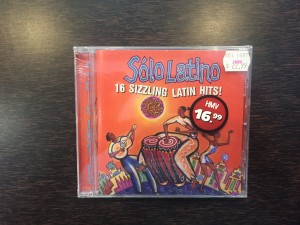 Sólo Latino
16 SIZZLING LATIN HITS!
HMV
16.99